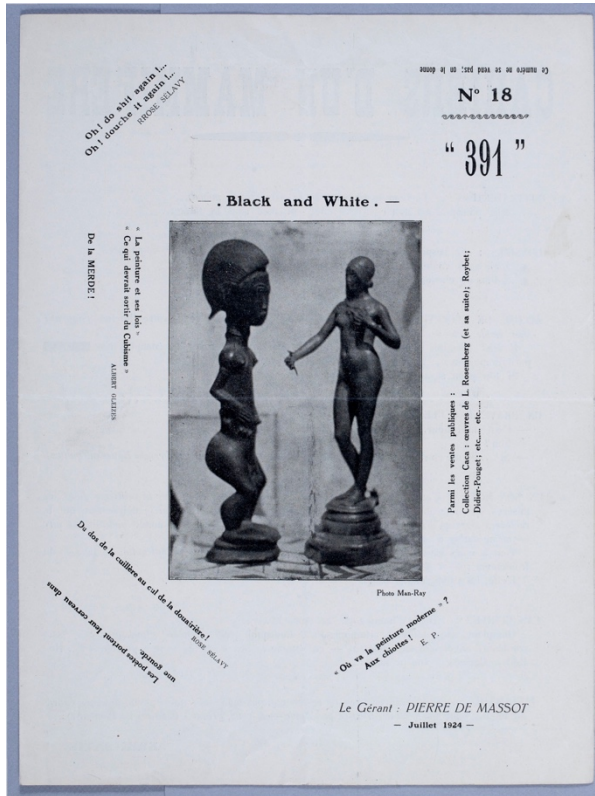 Oh! do shit again!...
Oh! douche it again!...
RROSE SÉLAVY
Ce numéro ne se vend pas; on le donne
N° 18
“ 391 ”
— . Black and White . —
« La peinture et ses lois »
« Ce qui devrait sortir du Cubisme »
ALBERT GLEIZES
De la MERDE !
Parmi les ventes publiques :
Collection Caca : œuvres de L. Rosemberg (et sa suite); Roybet;
Didier-Pouget; etc..... etc.....
Photo Man-Ray
Du dos de la cuillère au cul de la douairière!
ROSE SÉLAVY
Les poètes portent leur cerveau dans
une gourde.
« Où va la peinture moderne » ?
Aux chiottes !
E. P.
Le Gérant : PIERRE DE MASSOT
— Juillet 1924 —